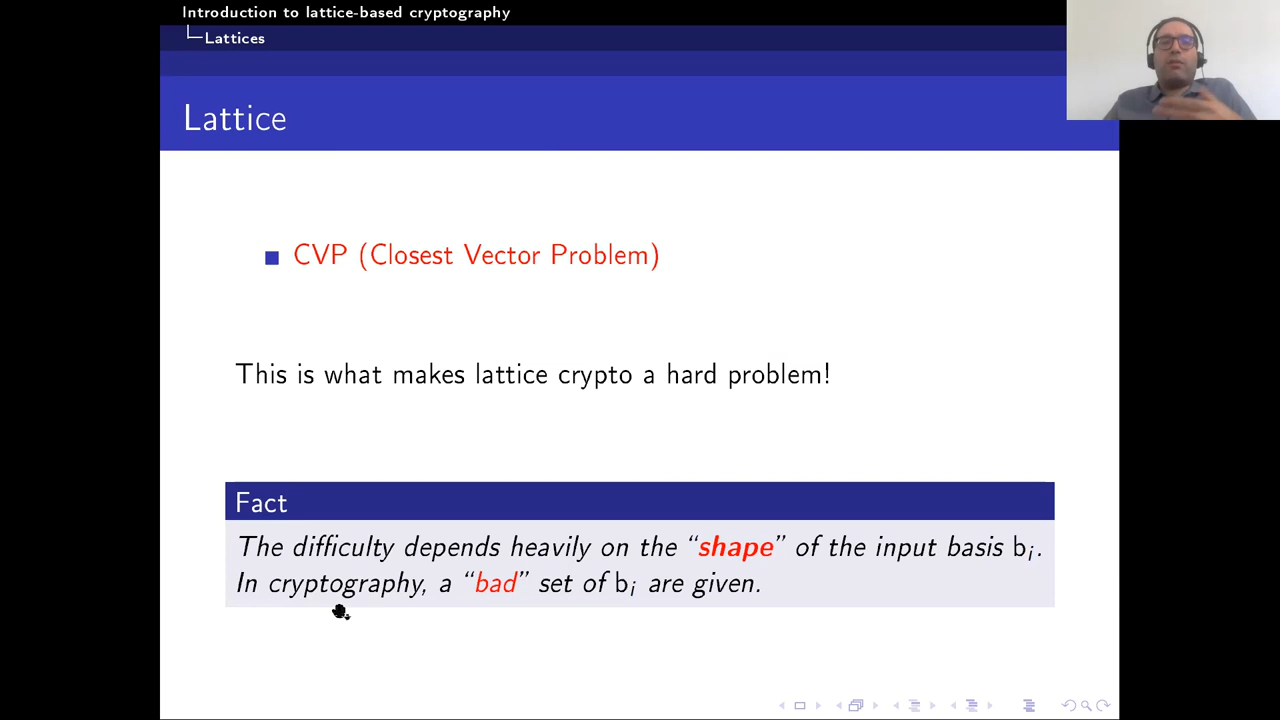 Introduction to lattice-based cryptography
Lattices
Lattice
CVP (Closest Vector Problem)
This is what makes lattice crypto a hard problem!
Fact
The difficulty depends heavily on the “shape” of the input basis bᵢ.
In cryptography, a “bad” set of bᵢ are given.